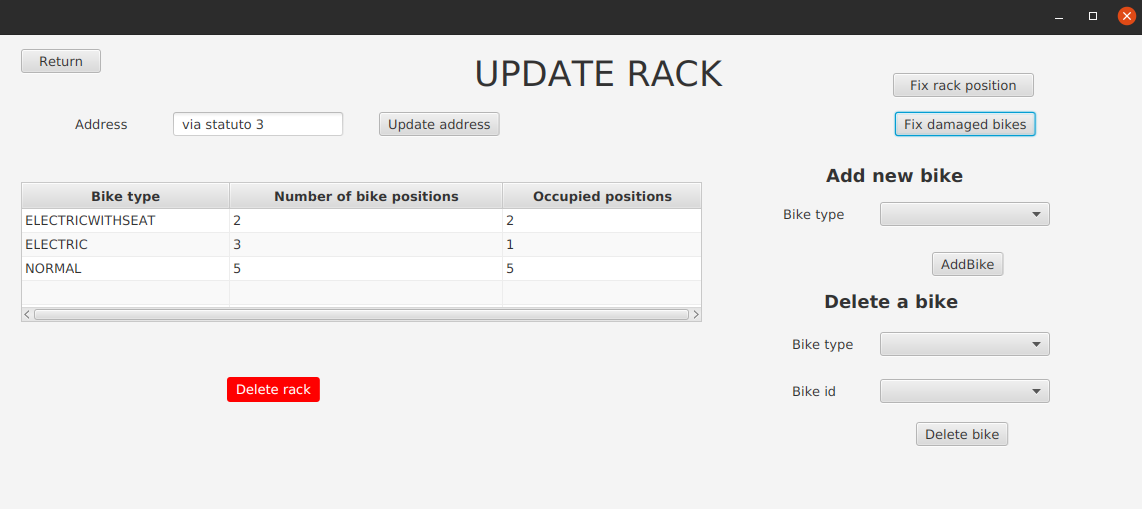 Return
UPDATE RACK
Fix rack position
Address via statuto 3 Update address
Fix damaged bikes
Add new bike
Bike type
AddBike
Bike type Number of bike positions Occupied positions
ELECTRICWITHSEAT 2 2
ELECTRIC 3 1
NORMAL 5 5
Delete a bike
Bike type
Bike id
Delete bike
Delete rack